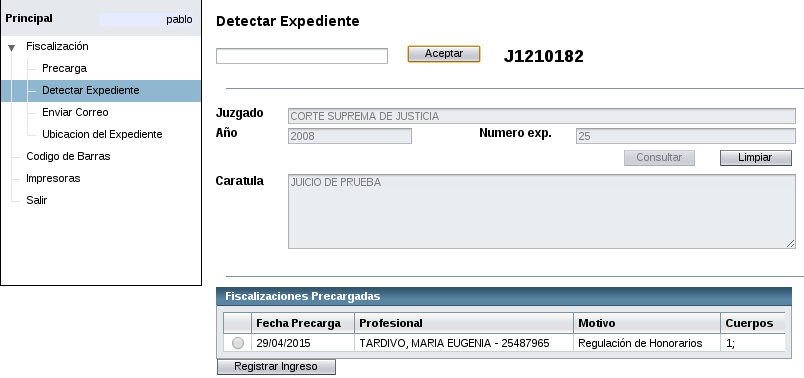 Principal pablo
Fiscalización
Precarga
Detectar Expediente
Enviar Correo
Ubicacion del Expediente
Codigo de Barras
Impresoras
Salir
Detectar Expediente
Aceptar J1210182
Juzgado CORTE SUPREMA DE JUSTICIA
Año 2008 Numero exp. 25
Consultar Limpiar
Caratula JUICIO DE PRUEBA
Fiscalizaciones Precargadas
Fecha Precarga Profesional Motivo Cuerpos
29/04/2015 TARDIVO, MARIA EUGENIA - 25487965 Regulación de Honorarios 1;
Registrar Ingreso